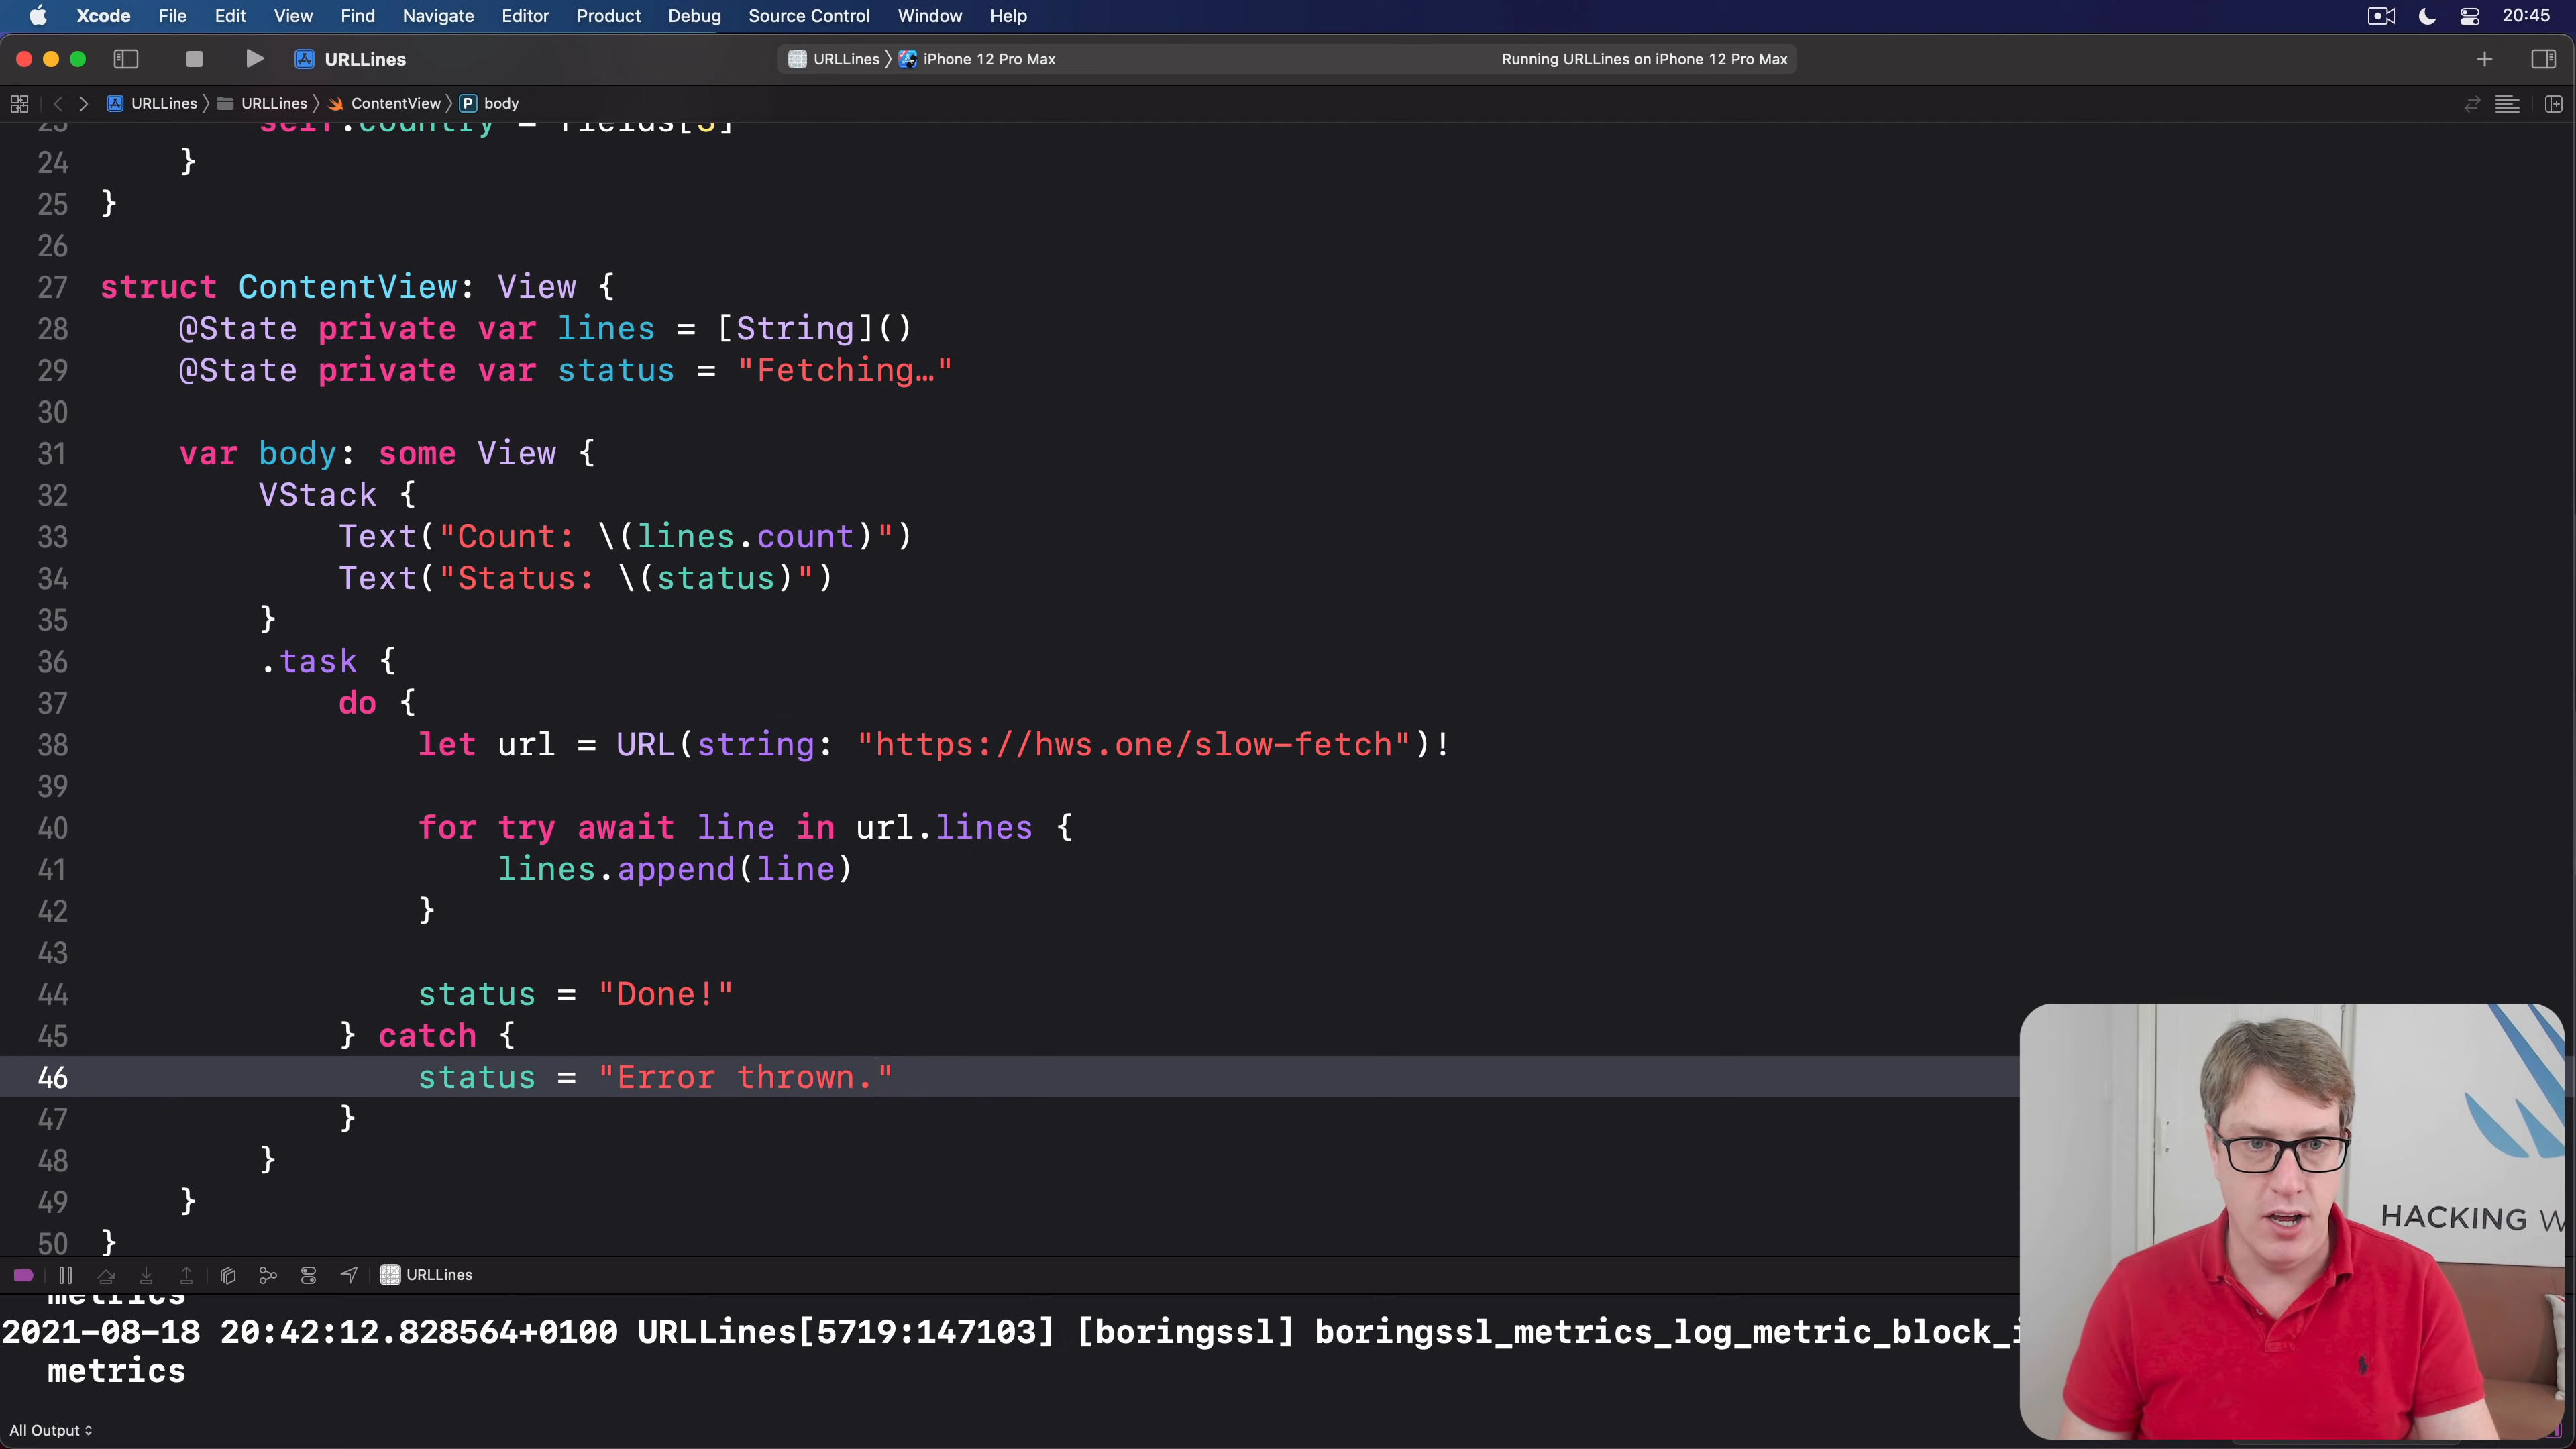 Xcode File Edit View Find Navigate Editor Product Debug Source Control Window Help 20:45
URLLines URLLines 〉 iPhone 12 Pro Max Running URLLines on iPhone 12 Pro Max
URLLines 〉 URLLines 〉 ContentView 〉 P body
23 self.country = fields[3]
24 }
25 }
26
27 struct ContentView: View {
28 @State private var lines = [String]()
29 @State private var status = "Fetching…"
30
31 var body: some View {
32 VStack {
33 Text("Count: \(lines.count)")
34 Text("Status: \(status)")
35 }
36 .task {
37 do {
38 let url = URL(string: "https://hws.one/slow-fetch")!
39
40 for try await line in url.lines {
41 lines.append(line)
42 }
43
44 status = "Done!"
45 } catch {
46 status = "Error thrown."
47 }
48 }
49 }
50 }
HACKING W
URLLines
metrics
2021-08-18 20:42:12.828564+0100 URLLines[5719:147103] [boringssl] boringssl_metrics_log_metric_block_i
metrics
All Output